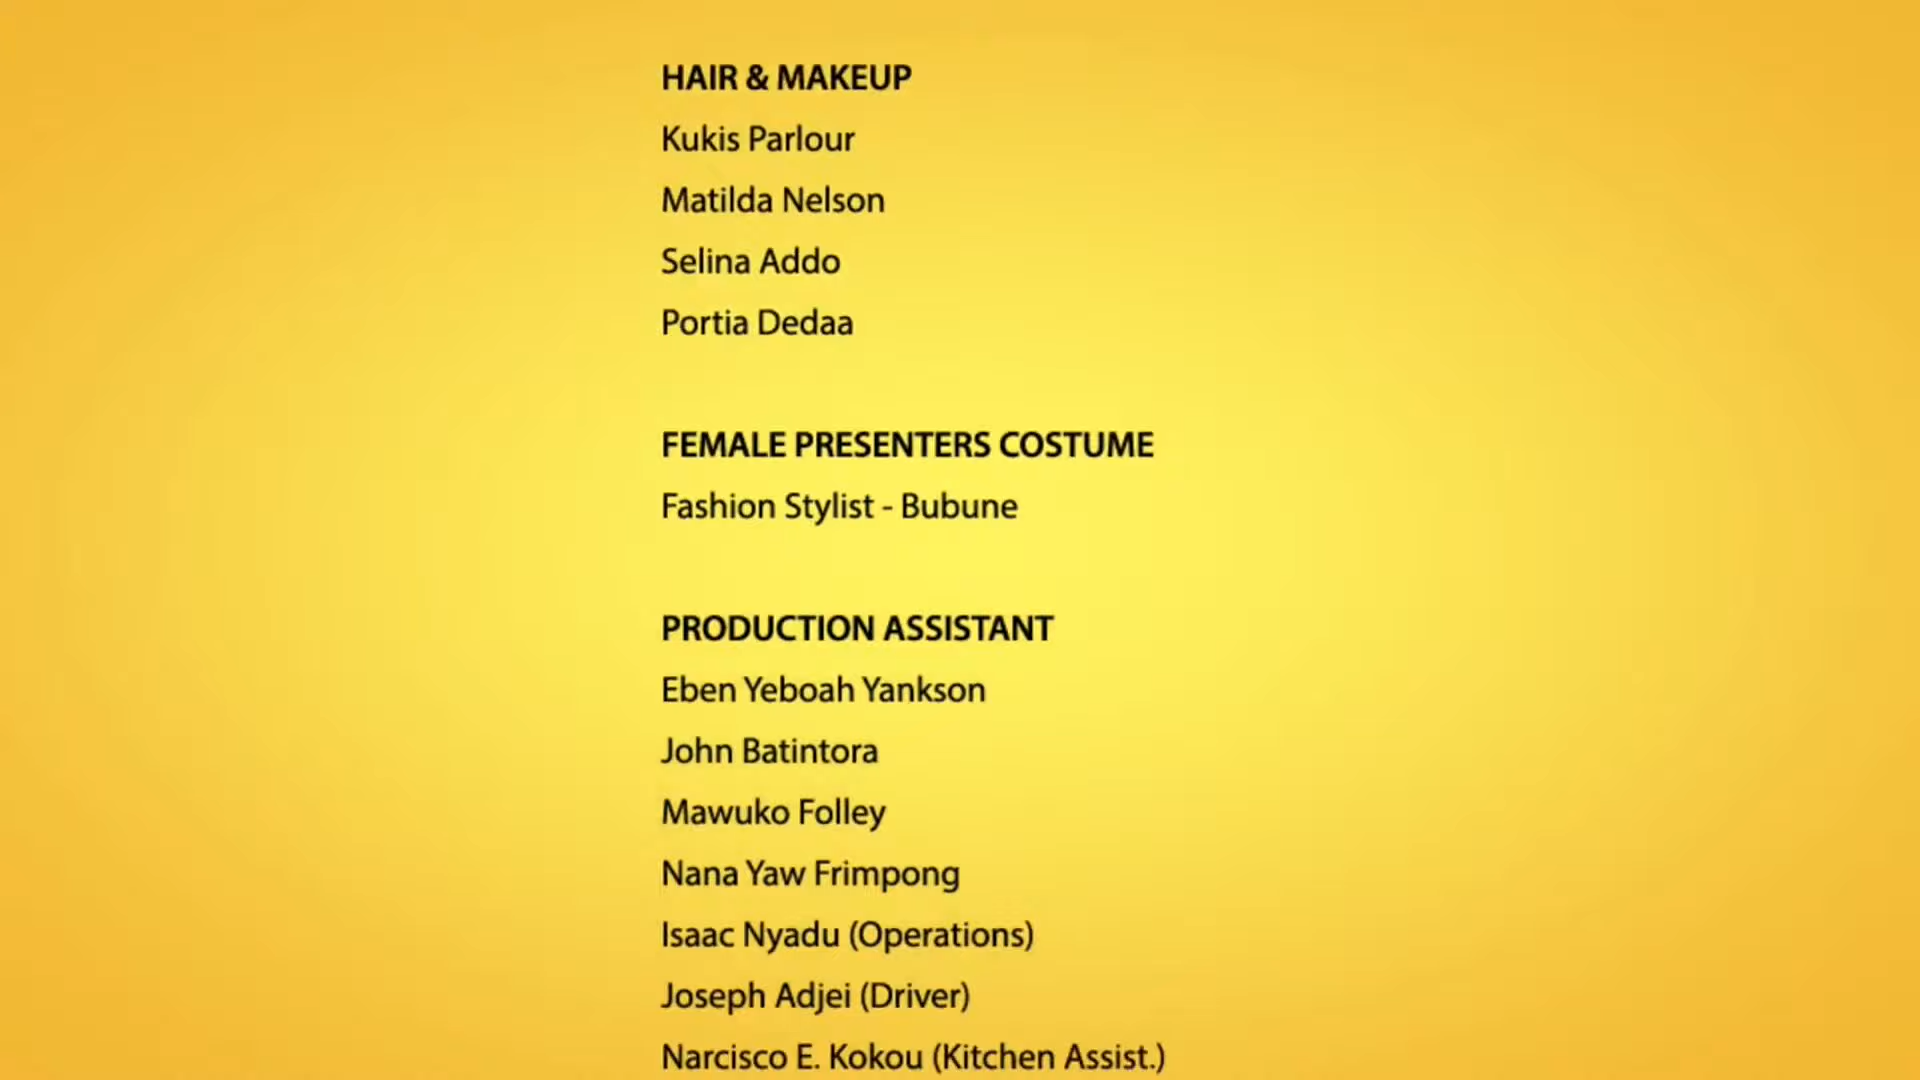 HAIR & MAKEUP
Kukis Parlour
Matilda Nelson
Selina Addo
Portia Dedaa
FEMALE PRESENTERS COSTUME
Fashion Stylist - Bubune
PRODUCTION ASSISTANT
Eben Yeboah Yankson
John Batintora
Mawuko Folley
Nana Yaw Frimpong
Isaac Nyadu (Operations)
Joseph Adjei (Driver)
Narcisco E. Kokou (Kitchen Assist.)